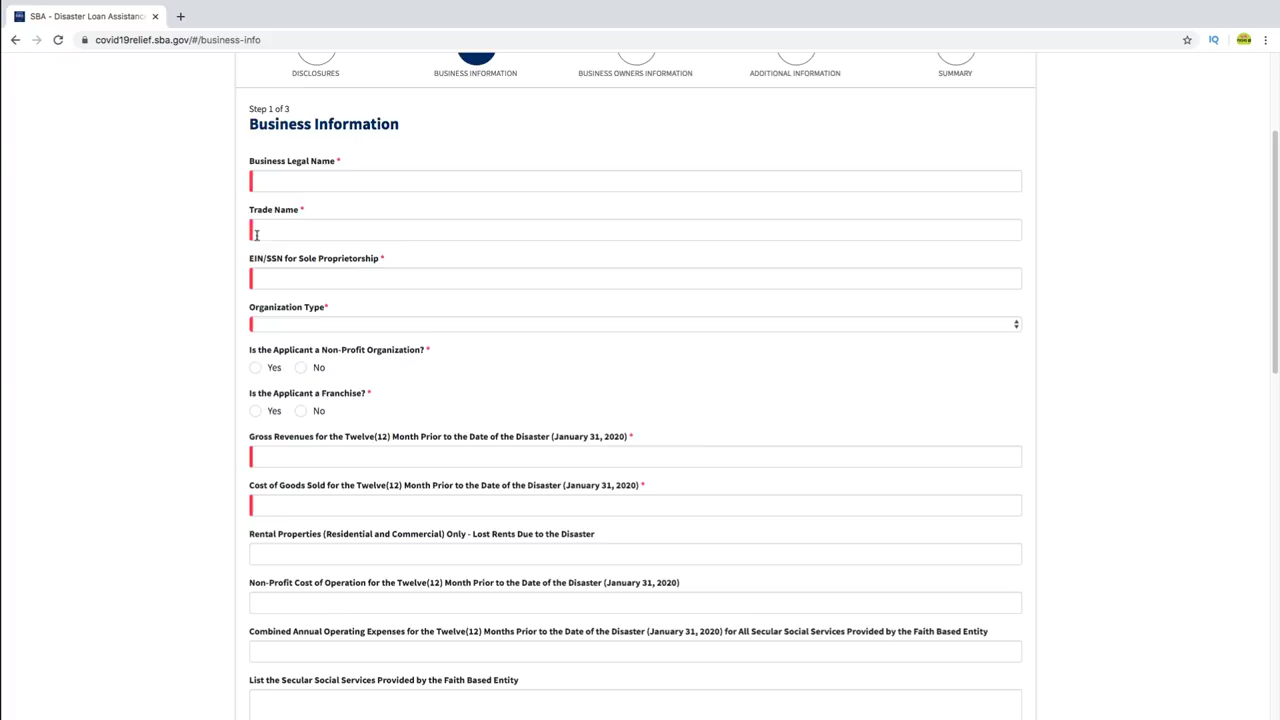 SBA - Disaster Loan Assistance
covid19relief.sba.gov/#/business-info
IQ
DISCLOSURES
BUSINESS INFORMATION
BUSINESS OWNERS INFORMATION
ADDITIONAL INFORMATION
SUMMARY
Step 1 of 3
Business Information
Business Legal Name *
Trade Name *
EIN/SSN for Sole Proprietorship *
Organization Type*
Is the Applicant a Non-Profit Organization? *
Yes No
Is the Applicant a Franchise? *
Yes No
Gross Revenues for the Twelve(12) Month Prior to the Date of the Disaster (January 31, 2020) *
Cost of Goods Sold for the Twelve(12) Month Prior to the Date of the Disaster (January 31, 2020) *
Rental Properties (Residential and Commercial) Only - Lost Rents Due to the Disaster
Non-Profit Cost of Operation for the Twelve(12) Month Prior to the Date of the Disaster (January 31, 2020)
Combined Annual Operating Expenses for the Twelve(12) Months Prior to the Date of the Disaster (January 31, 2020) for All Secular Social Services Provided by the Faith Based Entity
List the Secular Social Services Provided by the Faith Based Entity